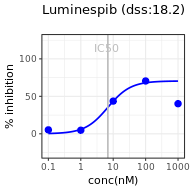 Luminespib (dss:18.2)
IC50
% inhibition
100
50
0
0.1 1 10 100 1000
conc(nM)